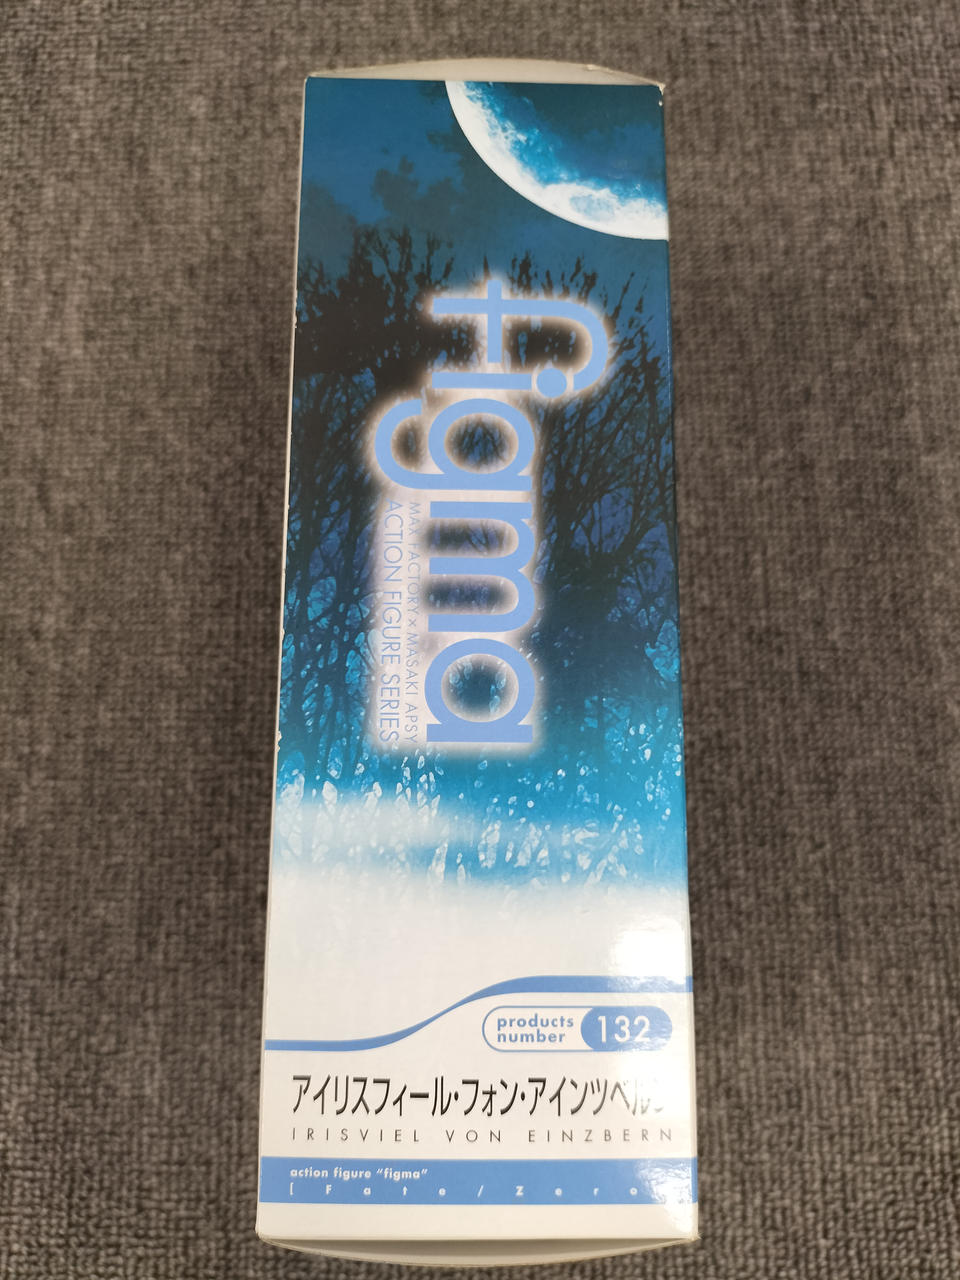 figma
MAX FACTORY × MASAKI APSY
ACTION FIGURE SERIES
products
number
132
アイリスフィール・フォン・アインツベルン
IRISVIEL VON EINZBERN
action figure "figma"
[ Fate/Zero